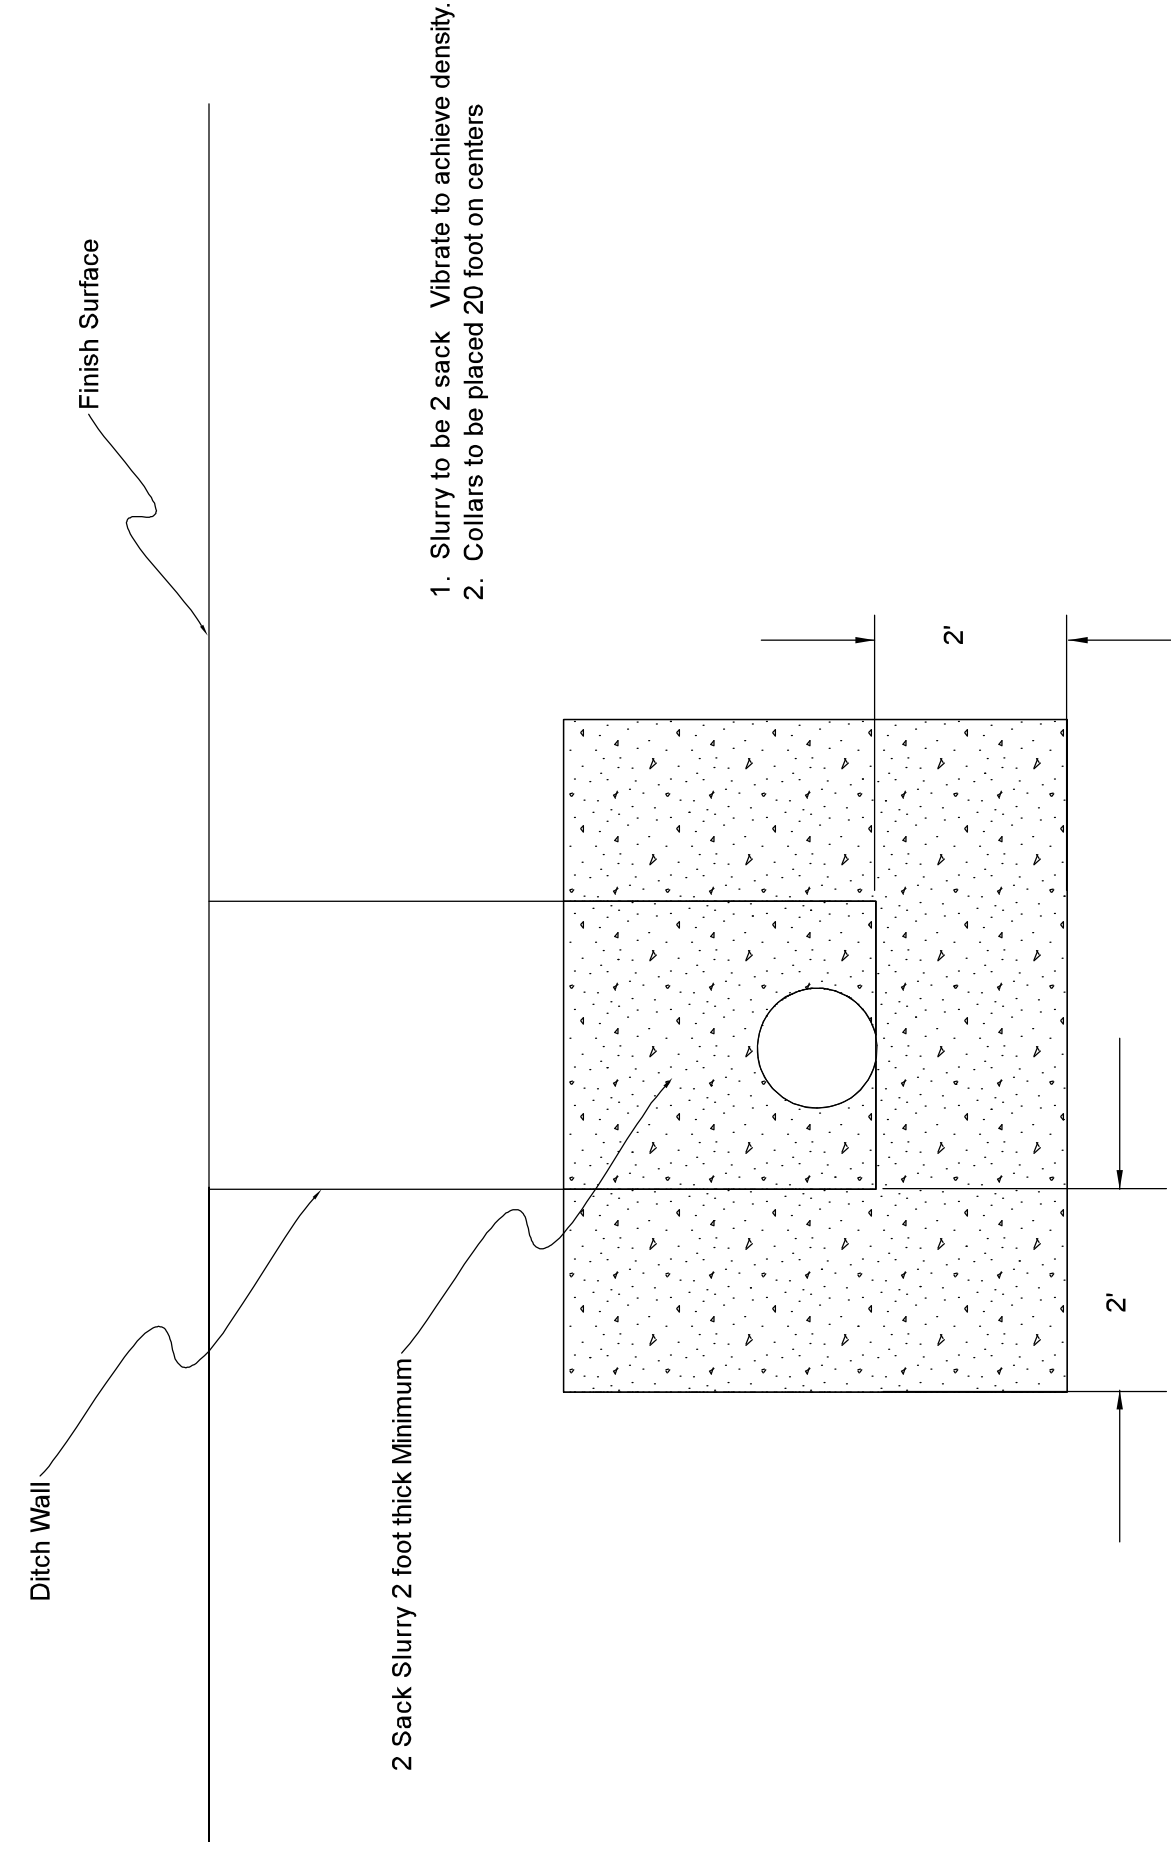 Ditch Wall
Finish Surface
2 Sack Slurry 2 foot thick Minimum
1. Slurry to be 2 sack Vibrate to achieve density.
2. Collars to be placed 20 foot on centers
2'
2'